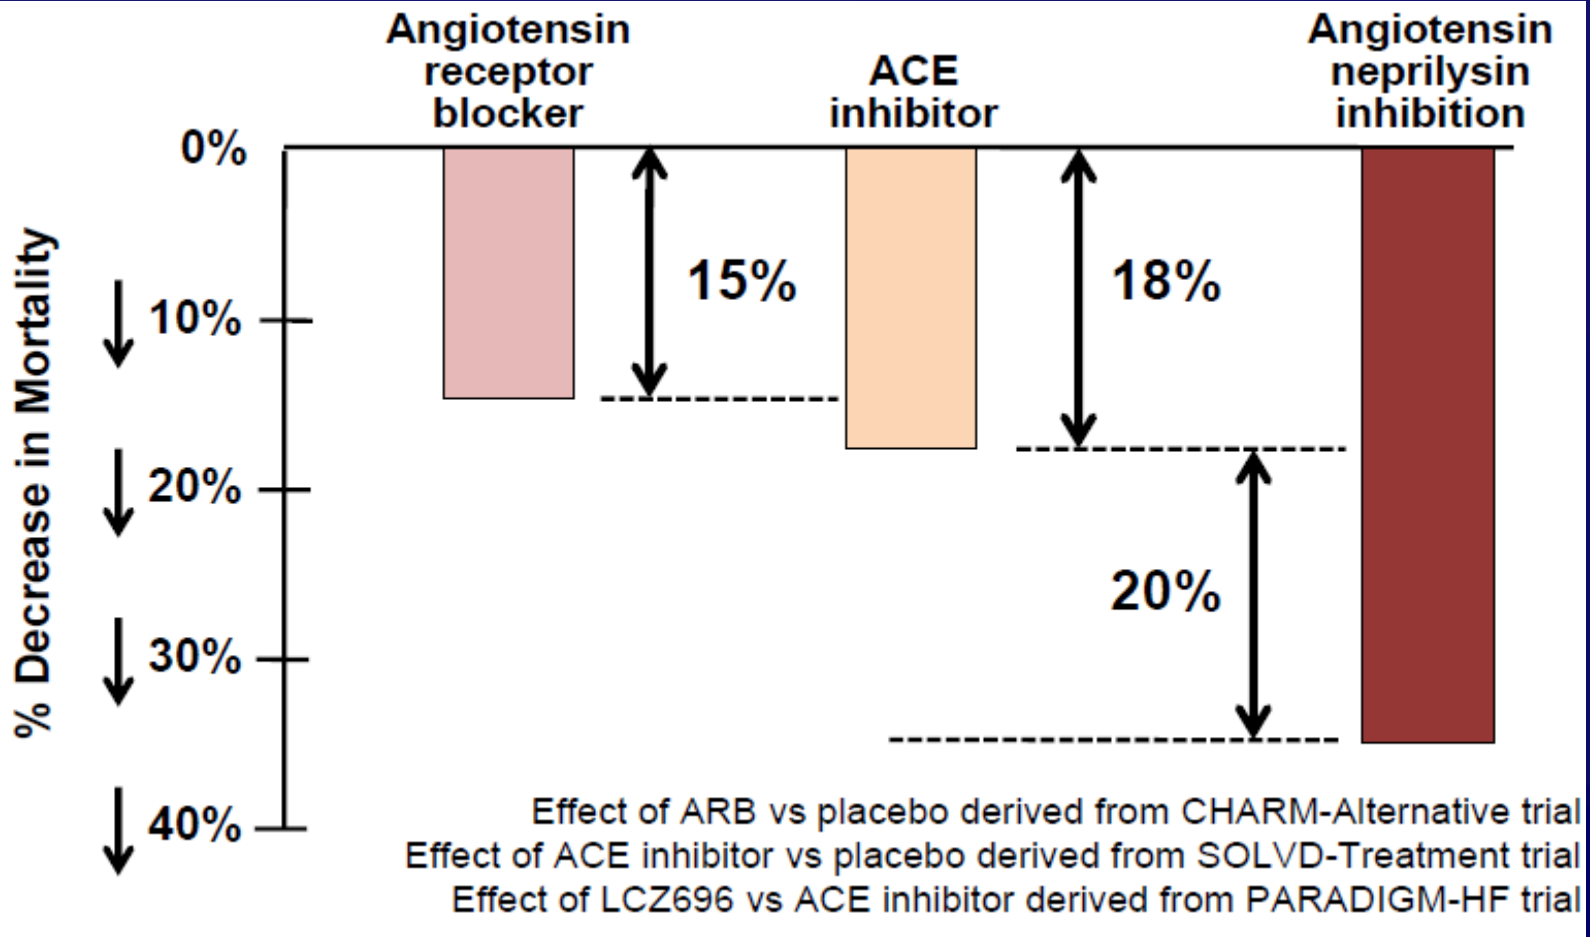 Angiotensin
receptor
blocker
ACE
inhibitor
Angiotensin
neprilysin
inhibition
0%
10%
20%
30%
40%
% Decrease in Mortality
15%
18%
20%
Effect of ARB vs placebo derived from CHARM-Alternative trial
Effect of ACE inhibitor vs placebo derived from SOLVD-Treatment trial
Effect of LCZ696 vs ACE inhibitor derived from PARADIGM-HF trial